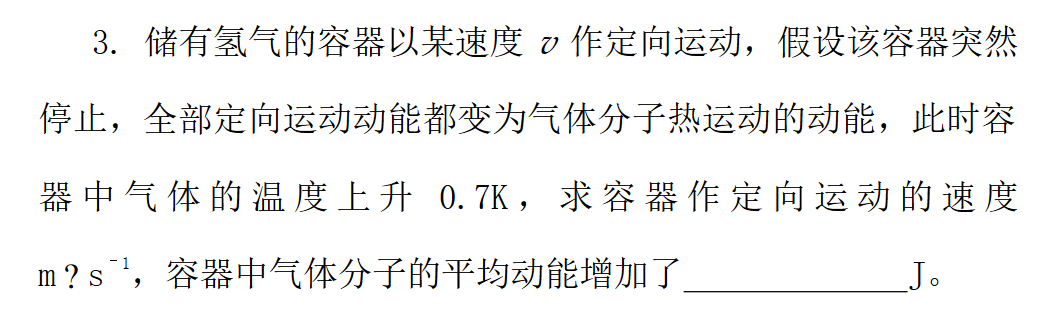 3. 储有氢气的容器以某速度 v 作定向运动，假设该容器突然
停止，全部定向运动动能都变为气体分子热运动的动能，此时容
器中气体的温度上升 0.7K，求容器作定向运动的速度
m?s⁻¹，容器中气体分子的平均动能增加了_____________J。